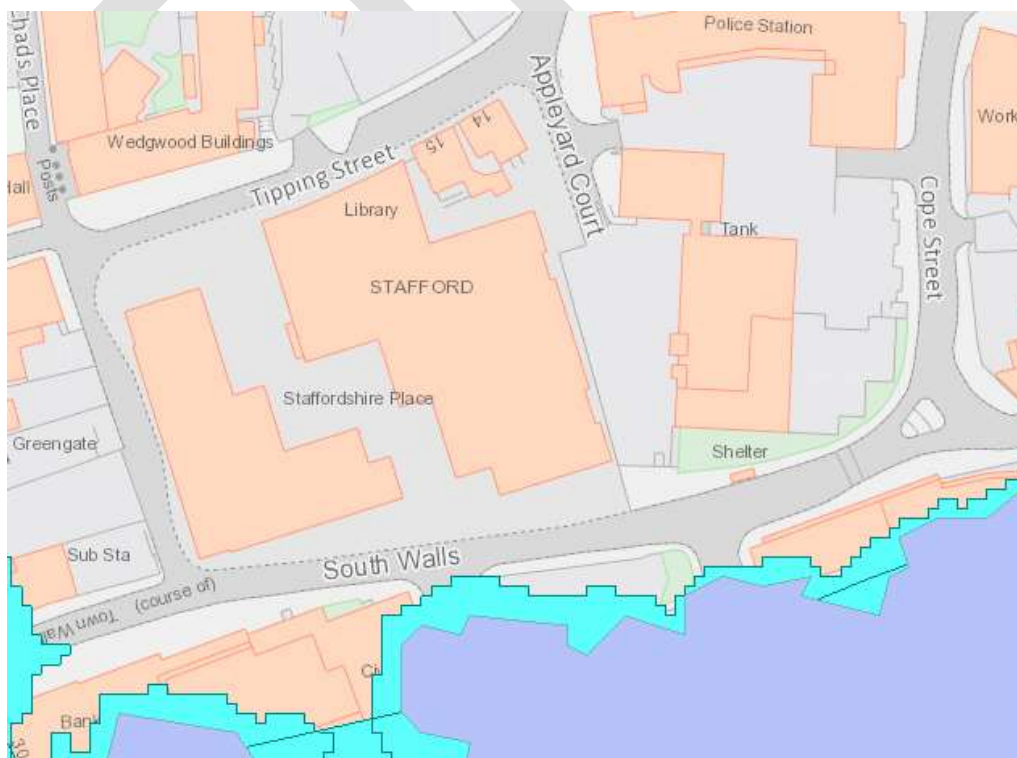 Chads Place
Police Station
Appleyard Court
Wedgwood Buildings
14
15
Tipping Street
Work
Posts
Hall
Library
Cope Street
Tank
STAFFORD
Staffordshire Place
Greengate
Shelter
Sub Sta
South Walls
(course of)
Town Wall
Bank
30